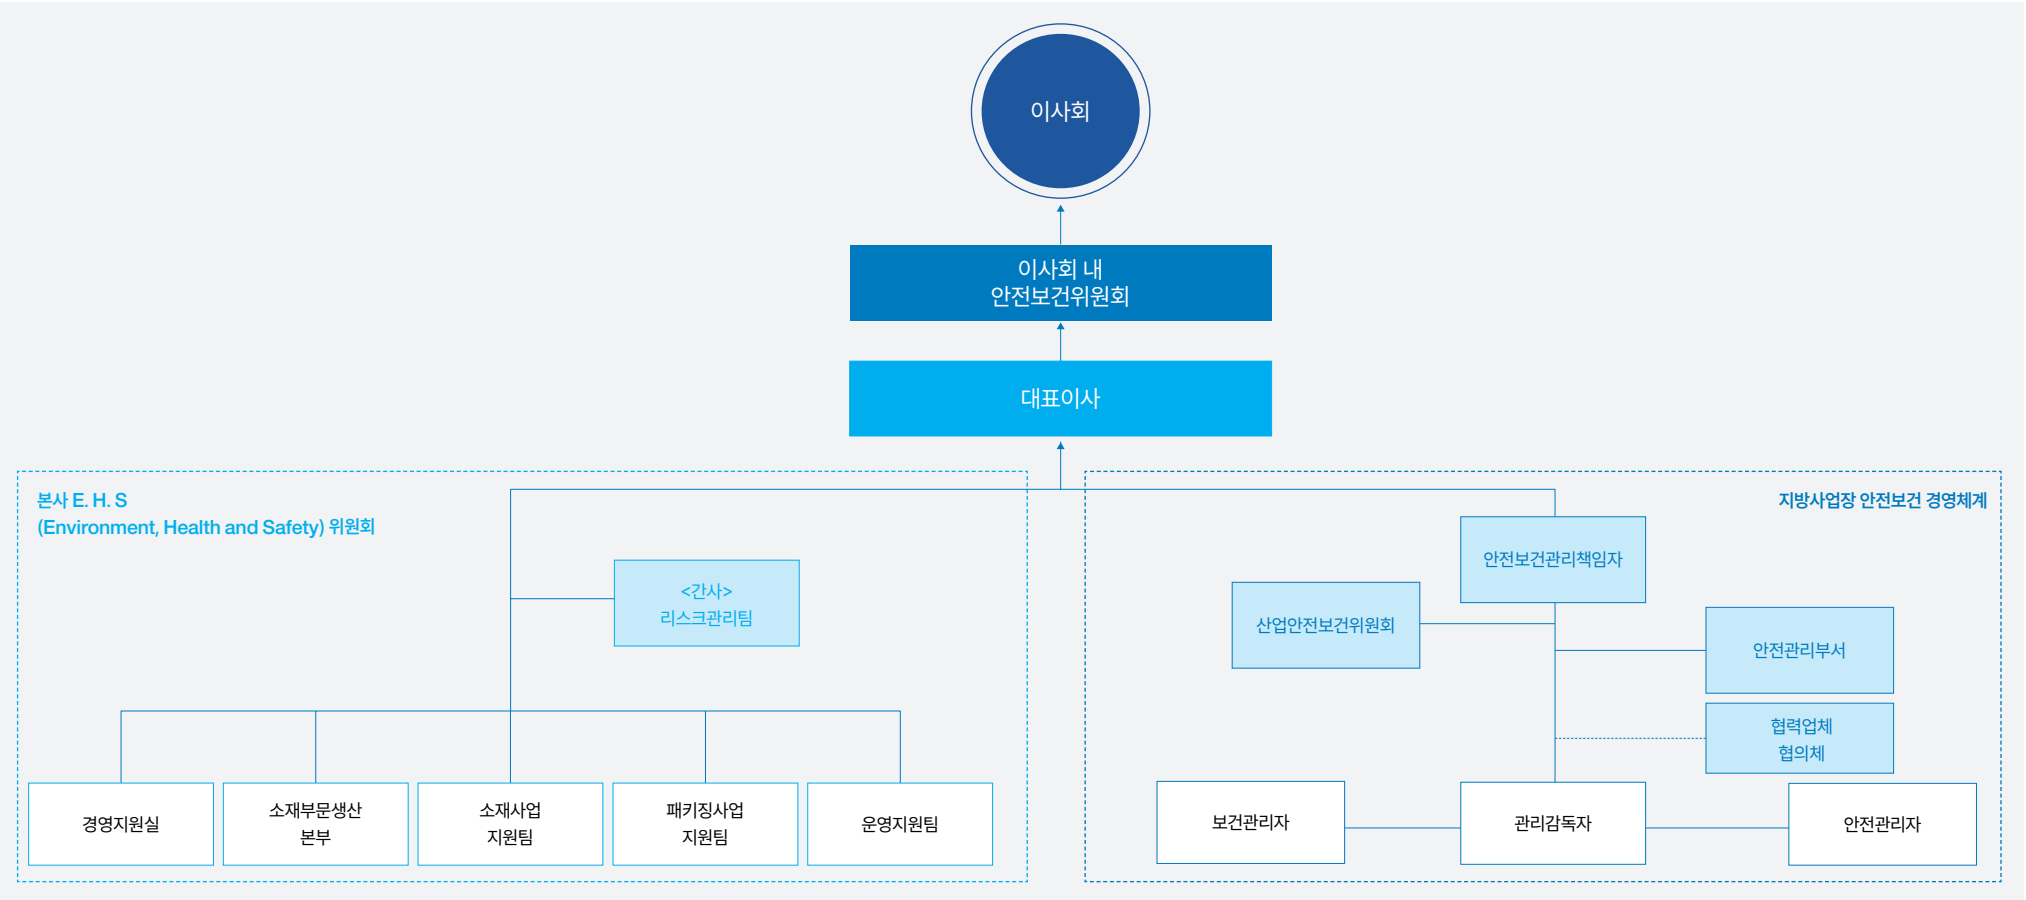 이사회
이사회 내
안전보건위원회
대표이사
본사 E. H. S
(Environment, Health and Safety) 위원회
<간사>
리스크관리팀
경영지원실
소재부문생산
본부
소재사업
지원팀
패키징사업
지원팀
운영지원팀
지방사업장 안전보건 경영체계
안전보건관리책임자
산업안전보건위원회
안전관리부서
협력업체
협의체
보건관리자
관리감독자
안전관리자